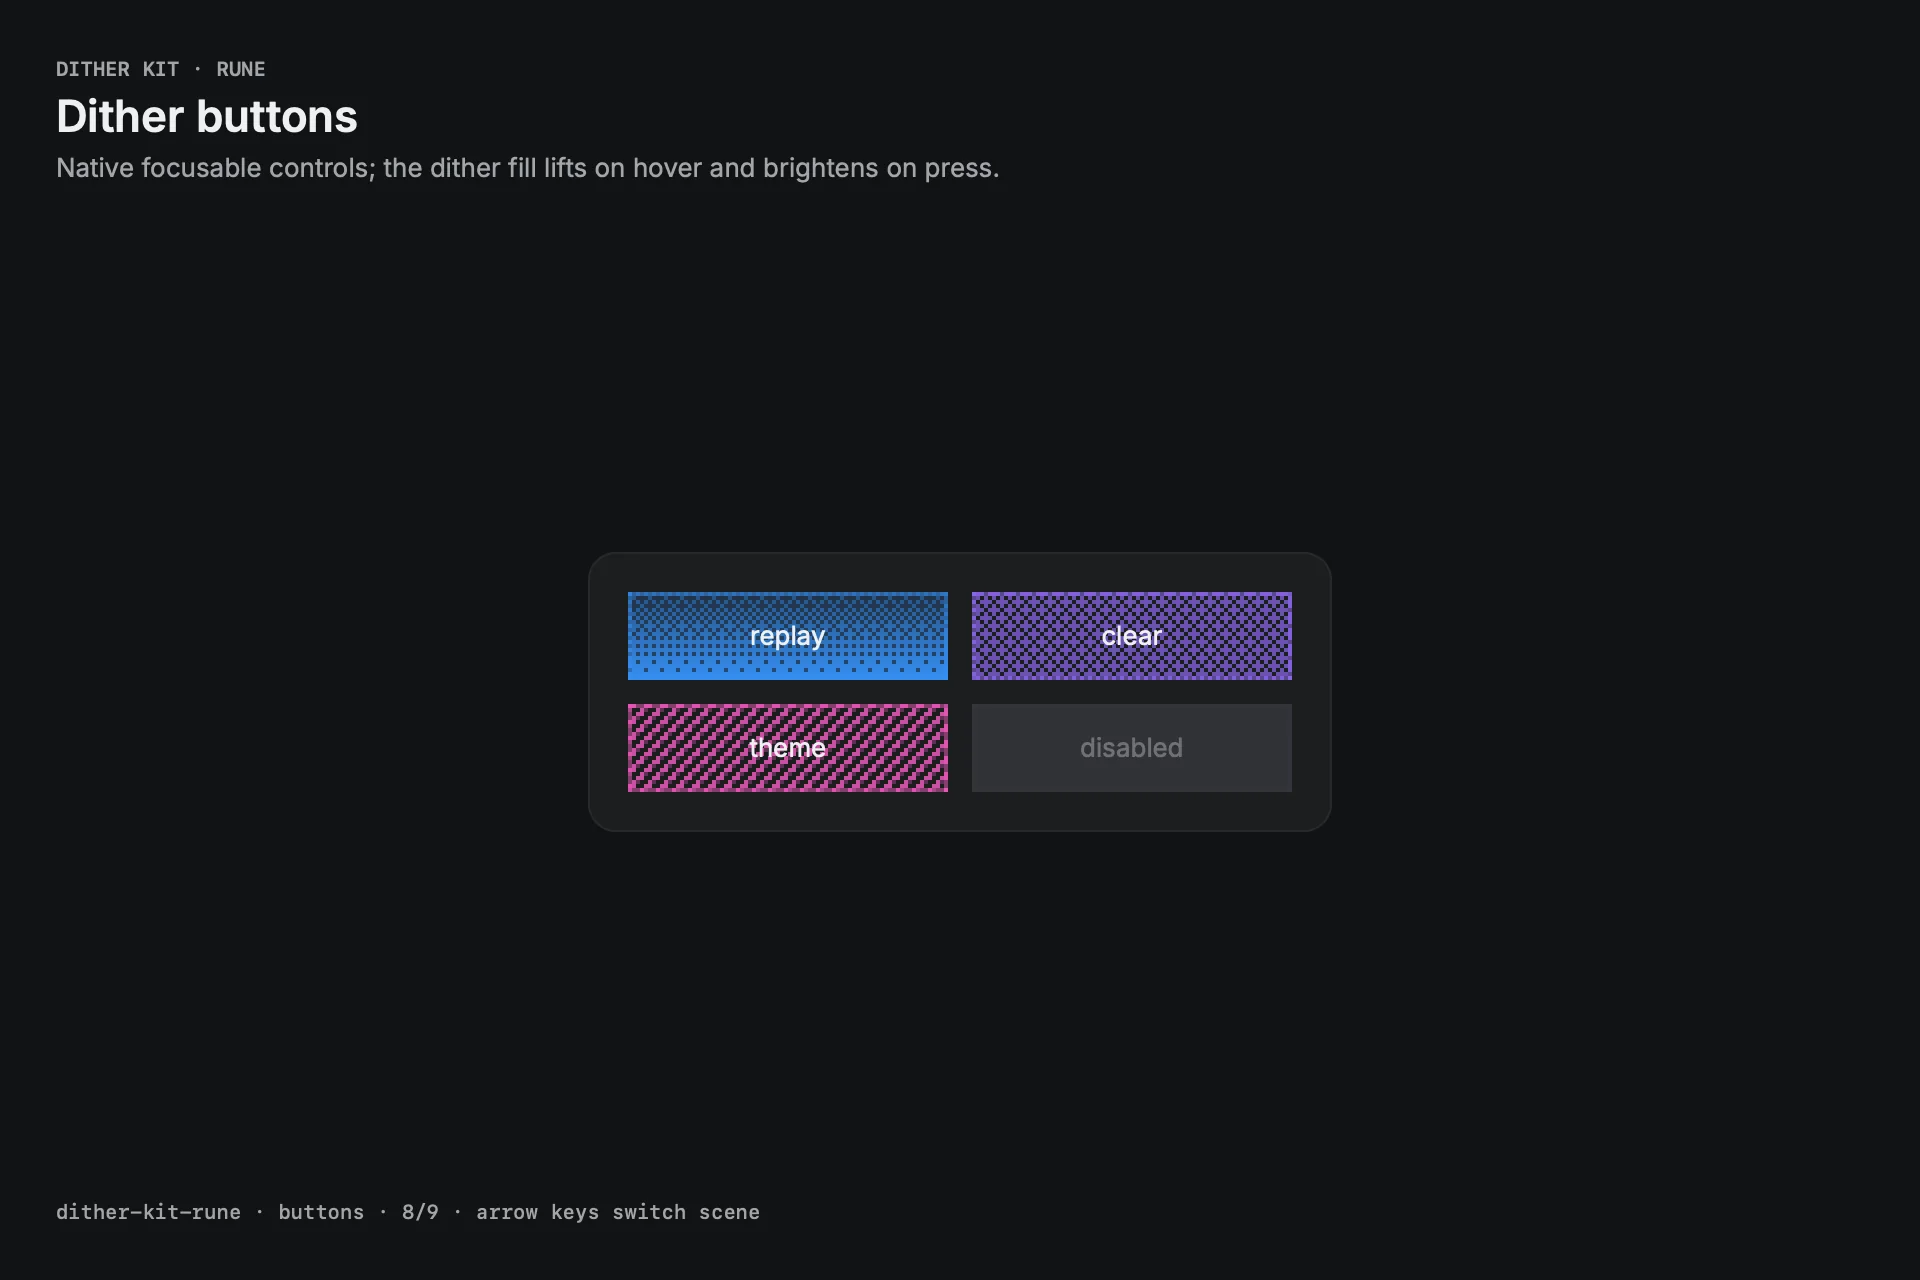 DITHER KIT · RUNE
Dither buttons
Native focusable controls; the dither fill lifts on hover and brightens on press.
replay
clear
theme
disabled
dither-kit-rune · buttons · 8/9 · arrow keys switch scene